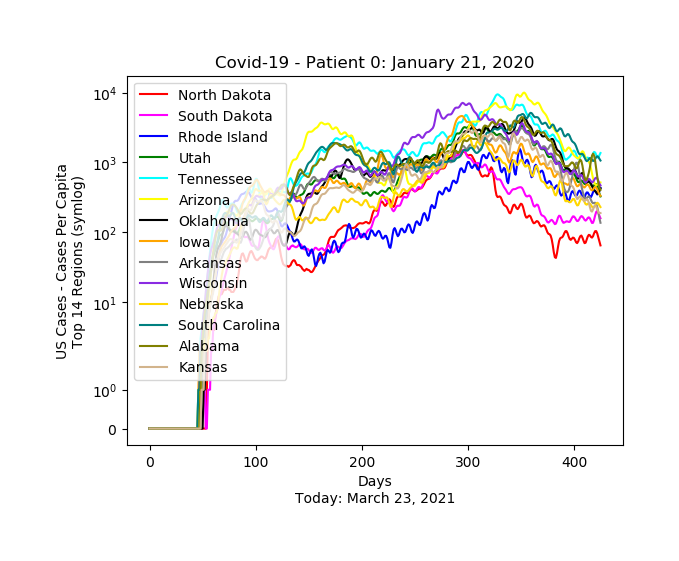 Covid-19 - Patient 0: January 21, 2020
US Cases - Cases Per Capita
Top 14 Regions (symlog)
10^4
10^3
10^2
10^1
10^0
0
North Dakota
South Dakota
Rhode Island
Utah
Tennessee
Arizona
Oklahoma
Iowa
Arkansas
Wisconsin
Nebraska
South Carolina
Alabama
Kansas
0 100 200 300 400
Days
Today: March 23, 2021